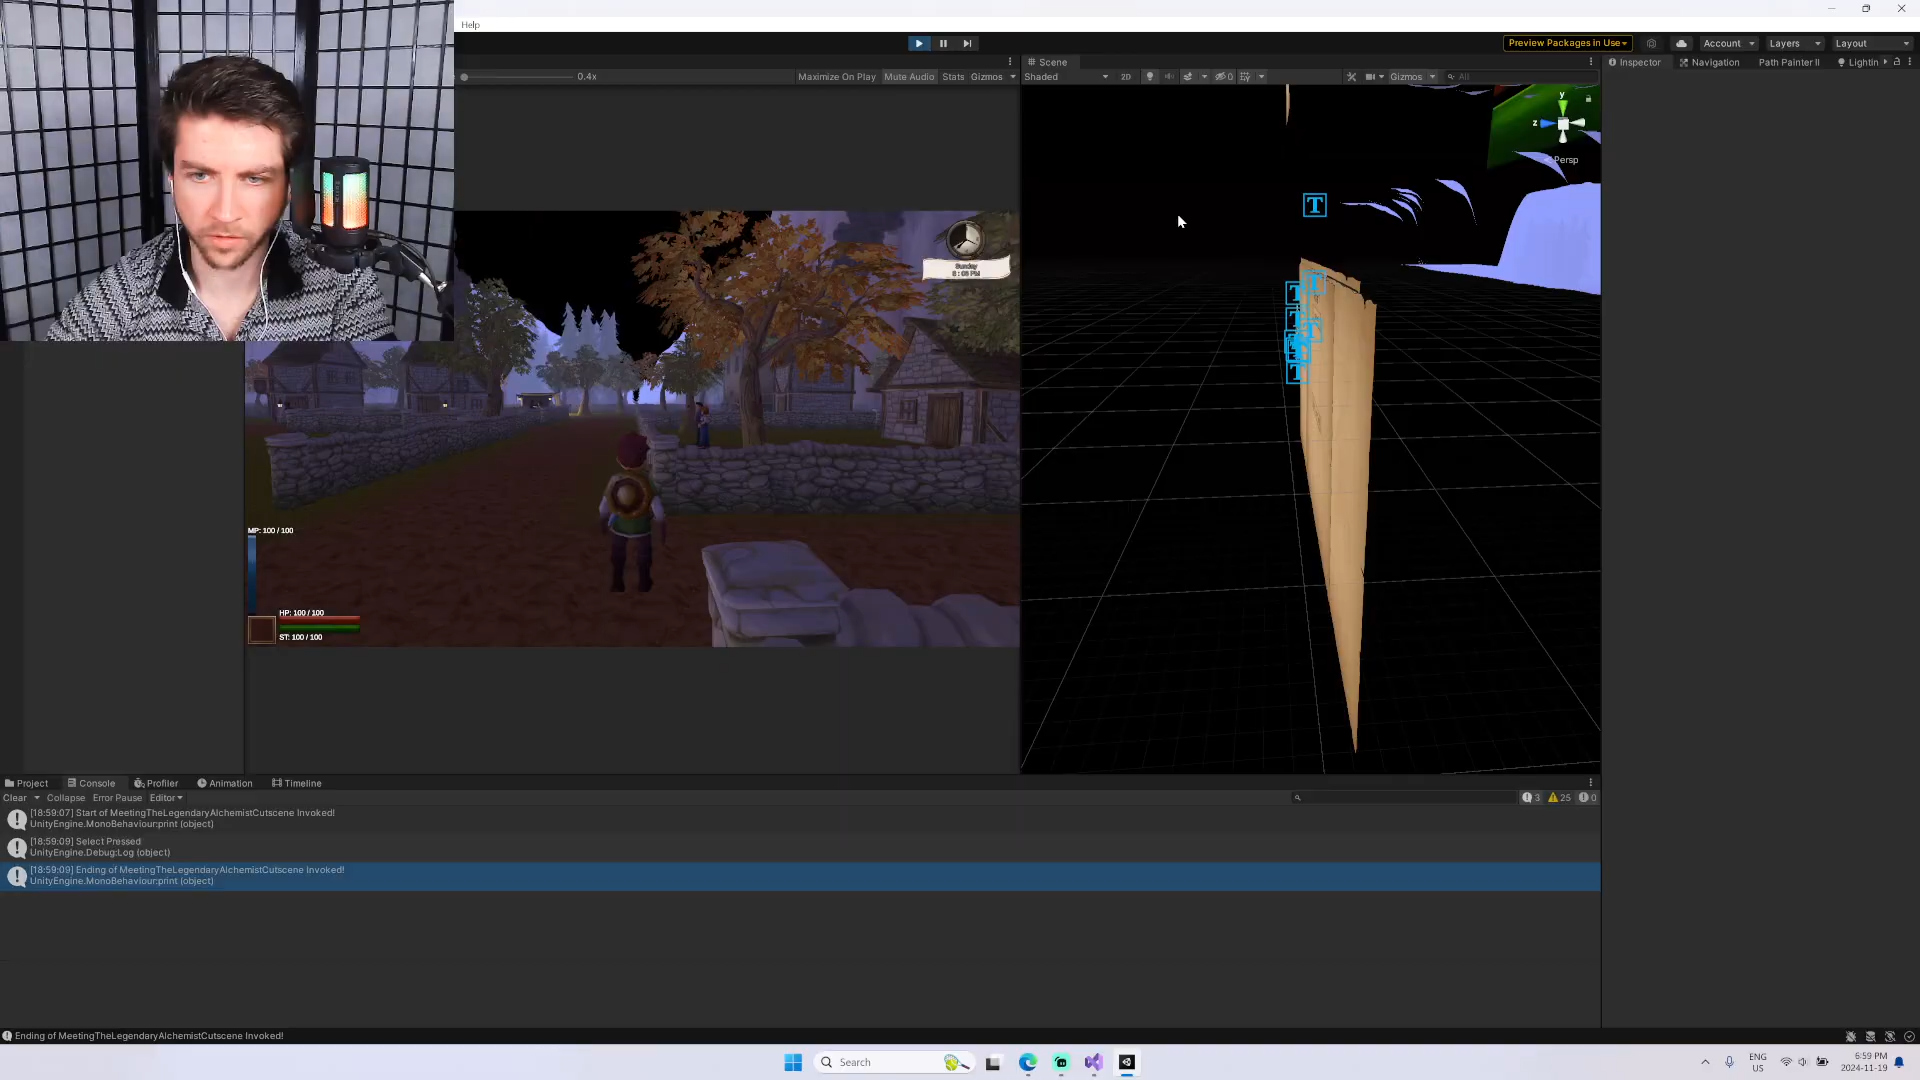 Help
Preview Packages in Use
Account
Layers
Layout
Scene
Inspector
Navigation
Path Painter II
Lightin
0.4x
Maximize On Play
Mute Audio
Stats
Gizmos
Shaded
2D
0
Gizmos
All
y
z
Persp
T
T
T
T
T
T
T
Sunday
MP: 100 / 100
HP: 100 / 100
ST: 100 / 100
Project
Console
Profiler
Animation
Timeline
Clear
Collapse
Error Pause
Editor
3
25
0
[18:59:07] Start of MeetingTheLegendaryAlchemistCutscene Invoked!
UnityEngine.MonoBehaviour:print (object)
[18:59:09] Select Pressed
UnityEngine.Debug:Log (object)
[18:59:09] Ending of MeetingTheLegendaryAlchemistCutscene Invoked!
UnityEngine.MonoBehaviour:print (object)
Ending of MeetingTheLegendaryAlchemistCutscene Invoked!
Search
ENG
US
6:59 PM
2024-11-19